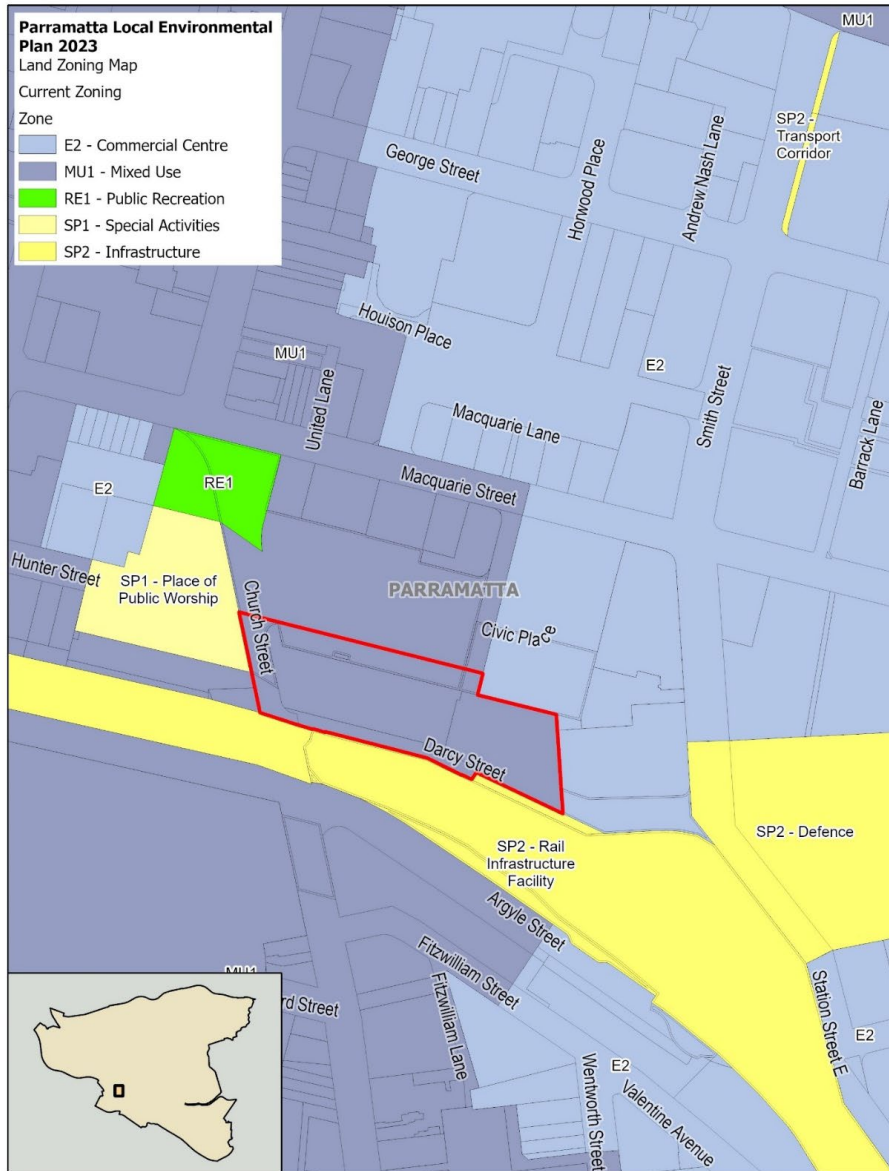 Parramatta Local Environmental
Plan 2023
Land Zoning Map
Current Zoning
Zone
E2 - Commercial Centre
MU1 - Mixed Use
RE1 - Public Recreation
SP1 - Special Activities
SP2 - Infrastructure
MU1
SP2 -
Transport
Corridor
George Street
Horwood Place
Andrew Nash Lane
Houison Place
MU1
United Lane
E2
Smith Street
Macquarie Lane
Barrack Lane
Macquarie Street
RE1
E2
Hunter Street
SP1 - Place of
Public Worship
PARRAMATTA
Church Street
Civic Place
Darcy Street
SP2 - Defence
SP2 - Rail
Infrastructure
Facility
Argyle Street
Fitzwilliam Street
Fitzwilliam Lane
MU1
rd Street
Station Street E
E2
E2
Wentworth Street
Valentine Avenue